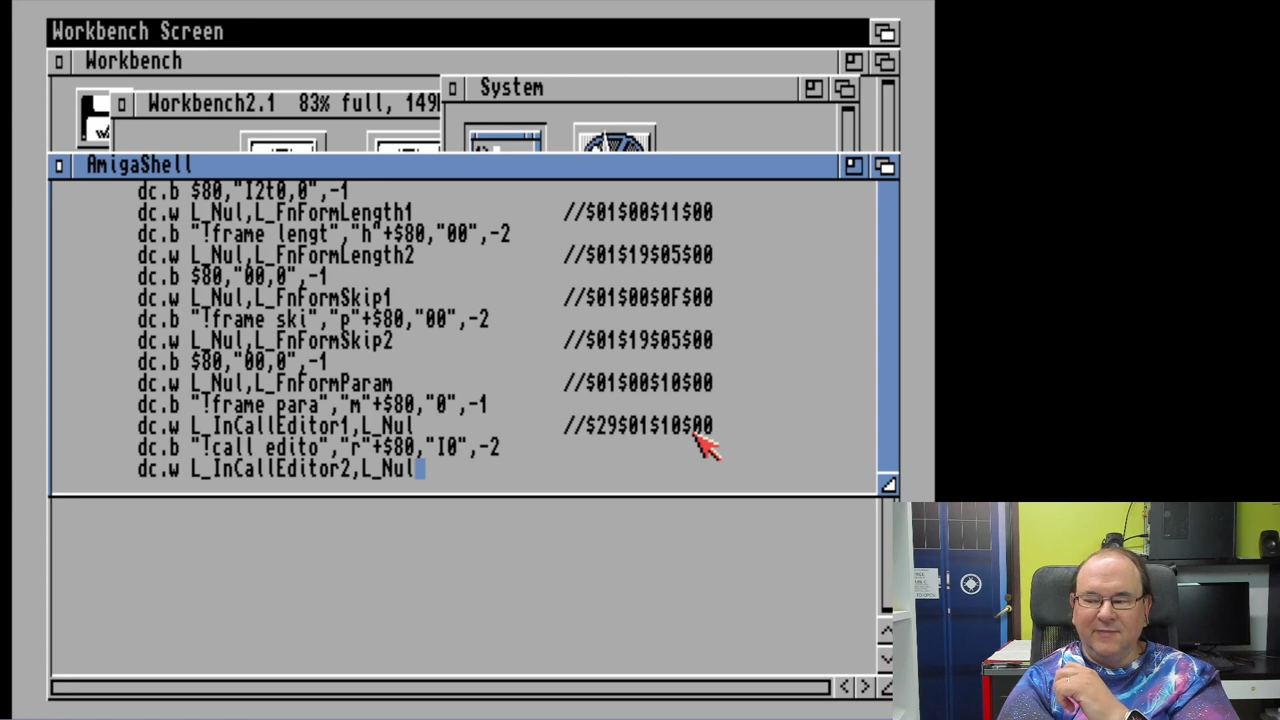 Workbench Screen
Workbench
System
Workbench2.1 83% full, 149
AmigaShell
dc.b $80,"I2t0,0",-1
dc.w L_Nul,L_FnFormLength1 //$01$00$11$00
dc.b "!frame lengt","h"+$80,"00",-2
dc.w L_Nul,L_FnFormLength2 //$01$19$05$00
dc.b $80,"00,0",-1
dc.w L_Nul,L_FnFormSkip1 //$01$00$0F$00
dc.b "!frame ski","p"+$80,"00",-2
dc.w L_Nul,L_FnFormSkip2 //$01$19$05$00
dc.b $80,"00,0",-1
dc.w L_Nul,L_FnFormParam //$01$00$10$00
dc.b "!frame para","m"+$80,"0",-1
dc.w L_InCallEditor1,L_Nul //$29$01$10$00
dc.b "!call edito","r"+$80,"I0",-2
dc.w L_InCallEditor2,L_Nul